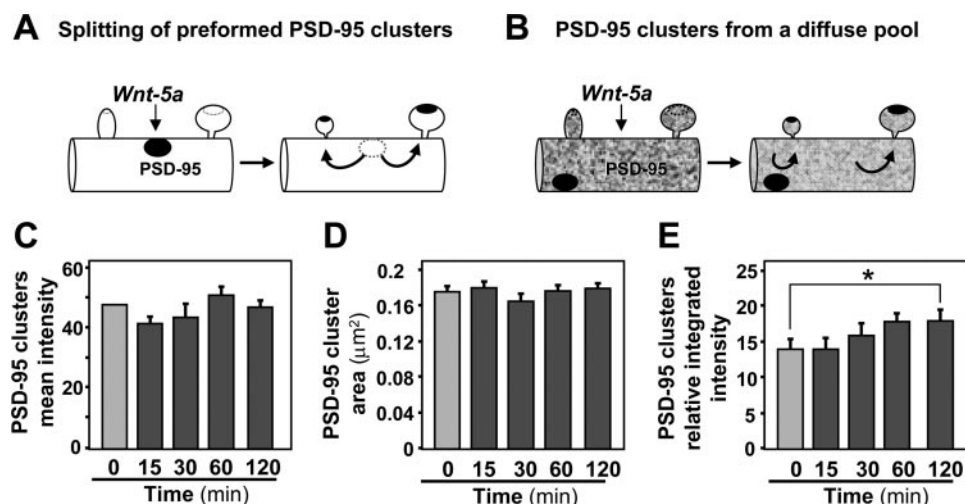 A Splitting of preformed PSD-95 clusters
B PSD-95 clusters from a diffuse pool
Wnt-5a
PSD-95
Wnt-5a
PSD-95
C
PSD-95 clusters
mean intensity
60
40
20
0
0 15 30 60 120
Time (min)
D
PSD-95 cluster
area (μm²)
0.2
0.16
0.12
0.08
0.04
0
0 15 30 60 120
Time (min)
E
PSD-95 clusters
relative integrated
intensity
25
20
15
10
5
0
*
0 15 30 60 120
Time (min)